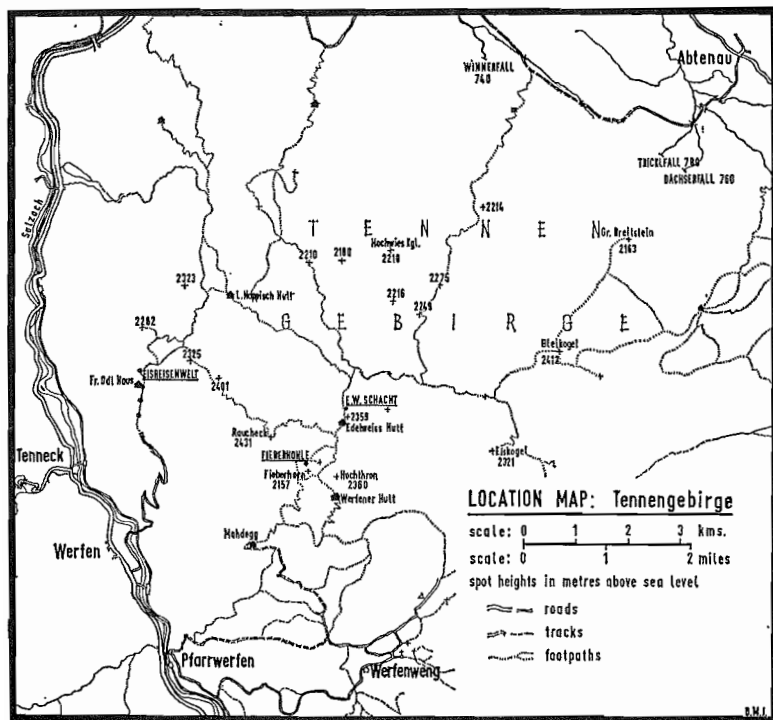 Abtenau
WINNERFALL
740
TRICKLFALL 780
DACHSERFALL 760
Salzach
+2214
T E N N E N
Gr. Breitstein
2163
Hochwies Kgl.
2218
2180
2210
2275
2323
L. Happisch Hutt
2216
2248
G E B I R G E
2282
2325
Bleikogel
2412
EISREISENWELT
Fr. Odl Haus
2401
E.W. SCHACHT
+2359
Edelweiss Hutt
Raucheck
2431
Eiskogel
2321
FIEBERHOHLE
Tenneck
Fieberhorn
2157
Hochthron
2360
Werfener Hutt
LOCATION MAP: Tennengebirge
scale: 0 1 2 3 kms.
scale: 0 1 2 miles
spot heights in metres above sea level
roads
tracks
footpaths
Mahdegg
Werfen
Pfarrwerfen
Werfenweng
B.W.J.